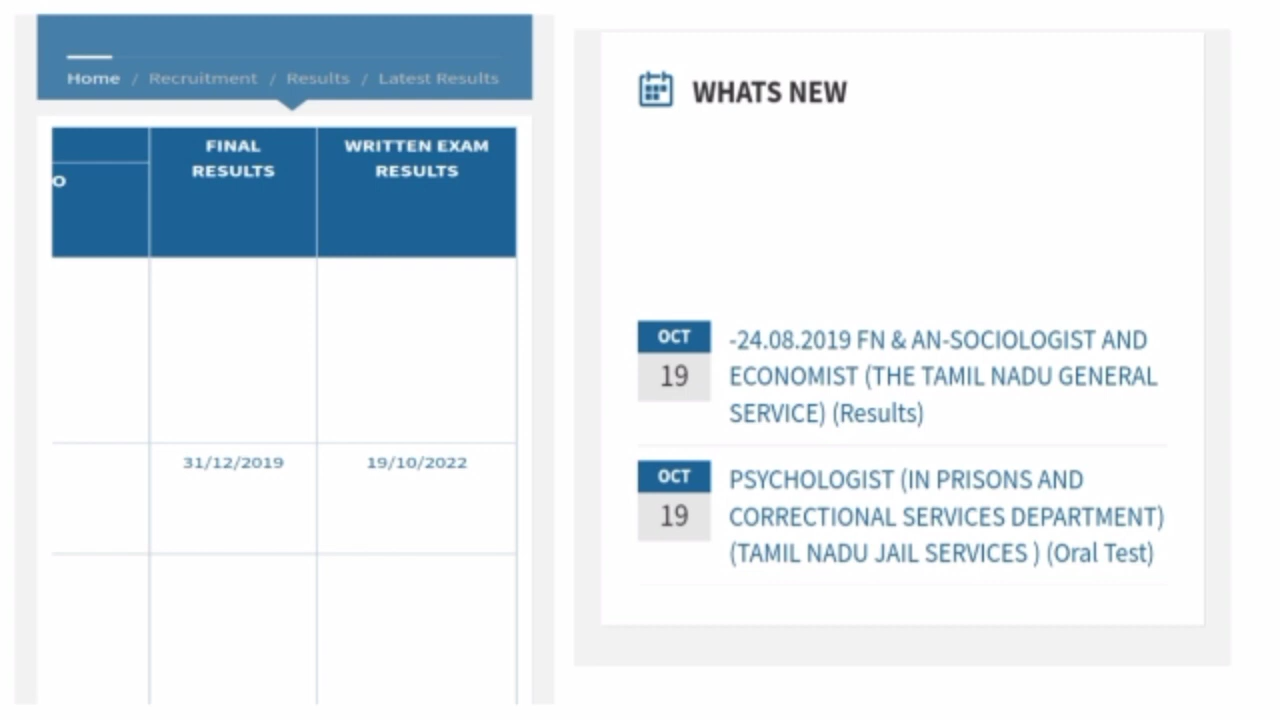 Home / Recruitment / Results / Latest Results
O
FINAL
RESULTS
WRITTEN EXAM
RESULTS
31/12/2019
19/10/2022
WHATS NEW
OCT
19
-24.08.2019 FN & AN-SOCIOLOGIST AND
ECONOMIST (THE TAMIL NADU GENERAL
SERVICE) (Results)
OCT
19
PSYCHOLOGIST (IN PRISONS AND
CORRECTIONAL SERVICES DEPARTMENT)
(TAMIL NADU JAIL SERVICES ) (Oral Test)